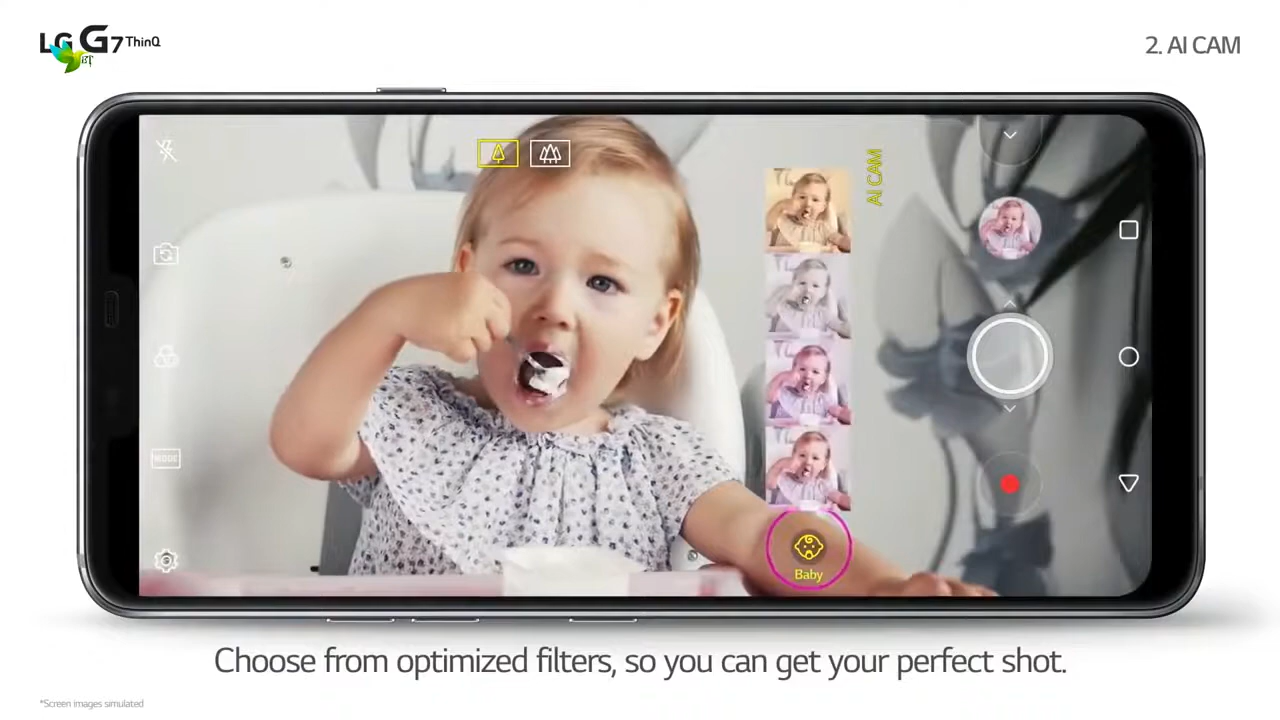 LG G7 ThinQ
2. AI CAM
AI CAM
MODE
Baby
Choose from optimized filters, so you can get your perfect shot.
*Screen images simulated